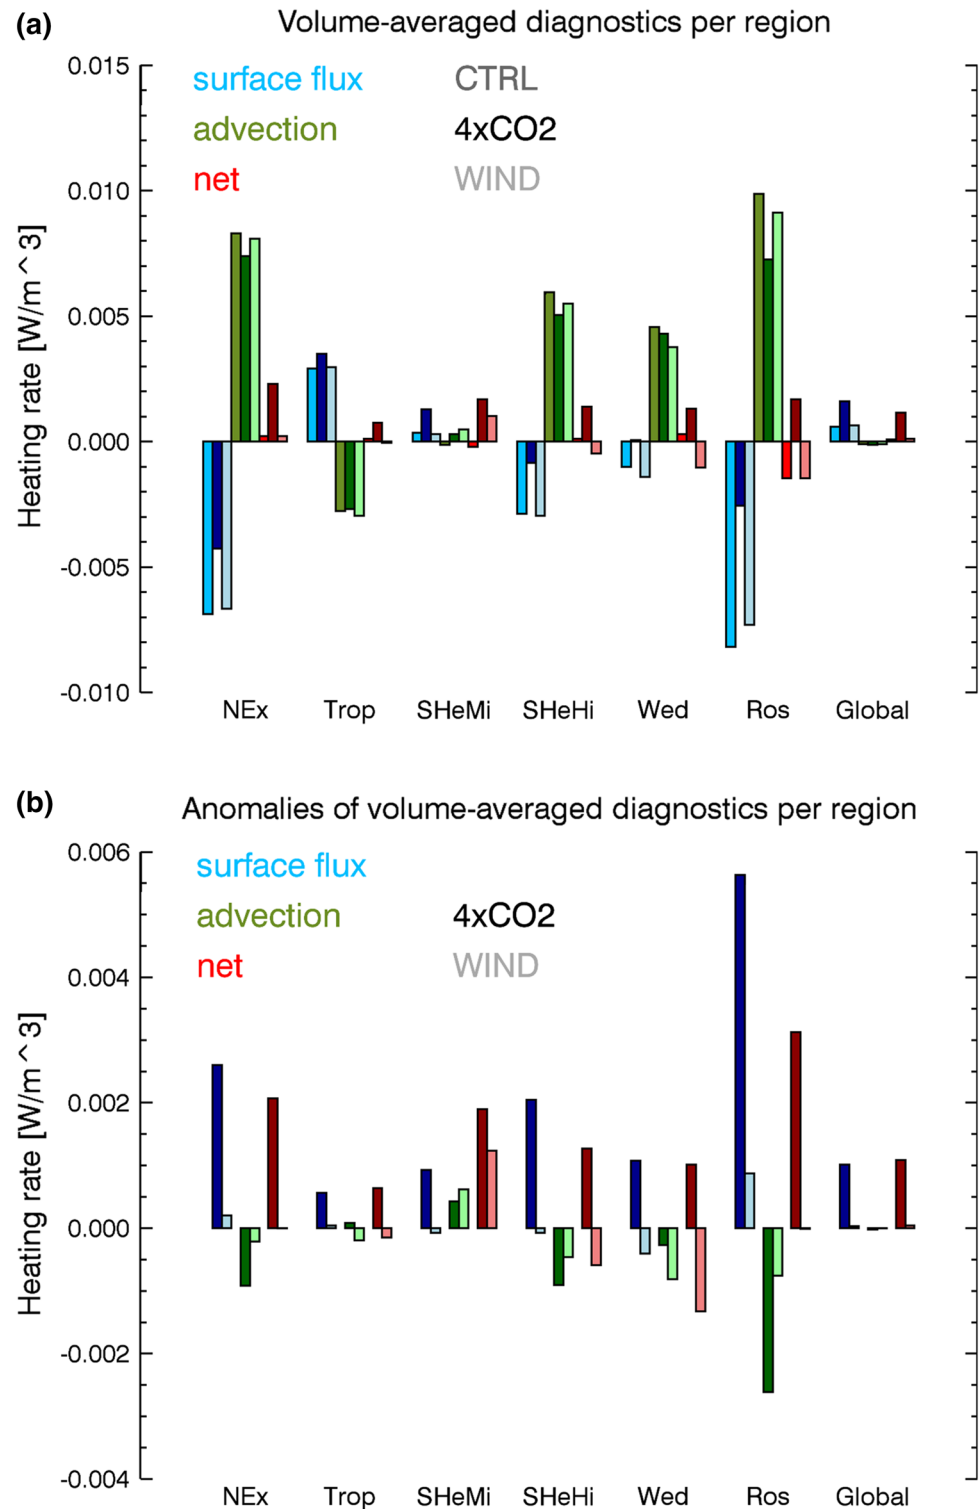 (a)
Volume-averaged diagnostics per region
Heating rate [W/m^3]
0.015
0.010
0.005
0.000
-0.005
-0.010
surface flux CTRL
advection 4xCO2
net WIND
NEx Trop SHeMi SHeHi Wed Ros Global
(b)
Anomalies of volume-averaged diagnostics per region
Heating rate [W/m^3]
0.006
0.004
0.002
0.000
-0.002
-0.004
surface flux
advection 4xCO2
net WIND
NEx Trop SHeMi SHeHi Wed Ros Global